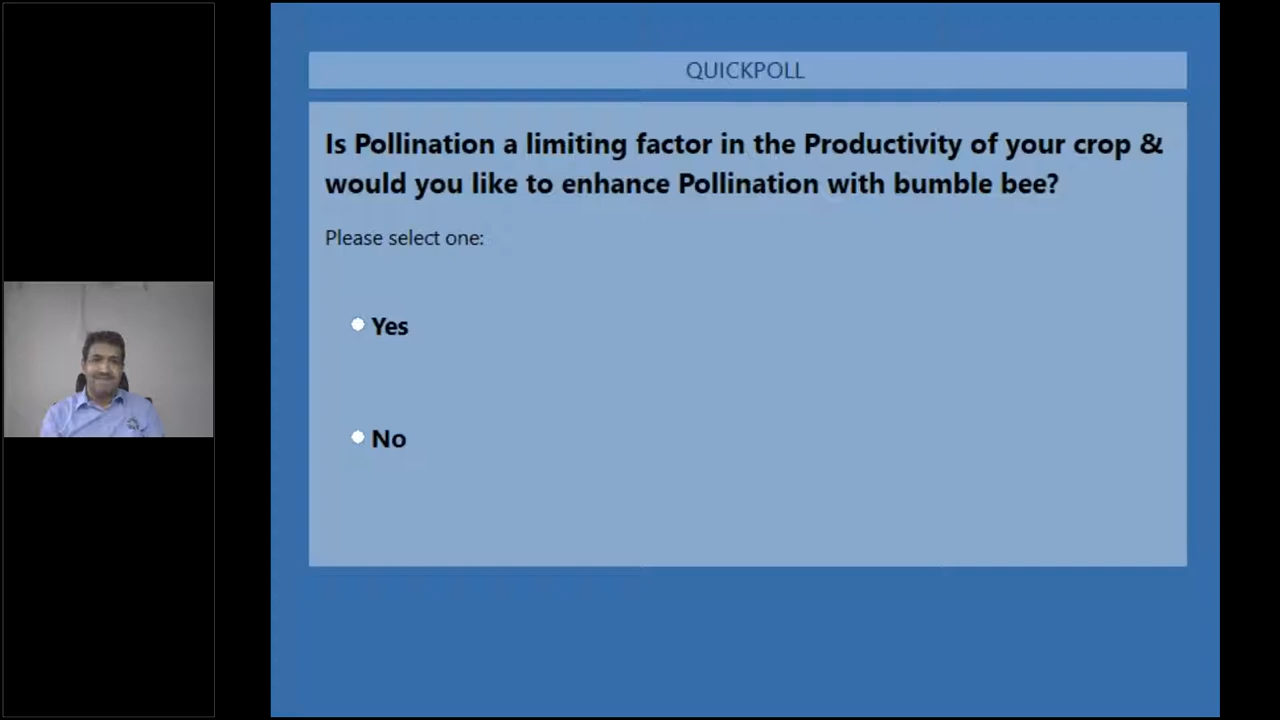 QUICKPOLL
Is Pollination a limiting factor in the Productivity of your crop &
would you like to enhance Pollination with bumble bee?
Please select one:
Yes
No